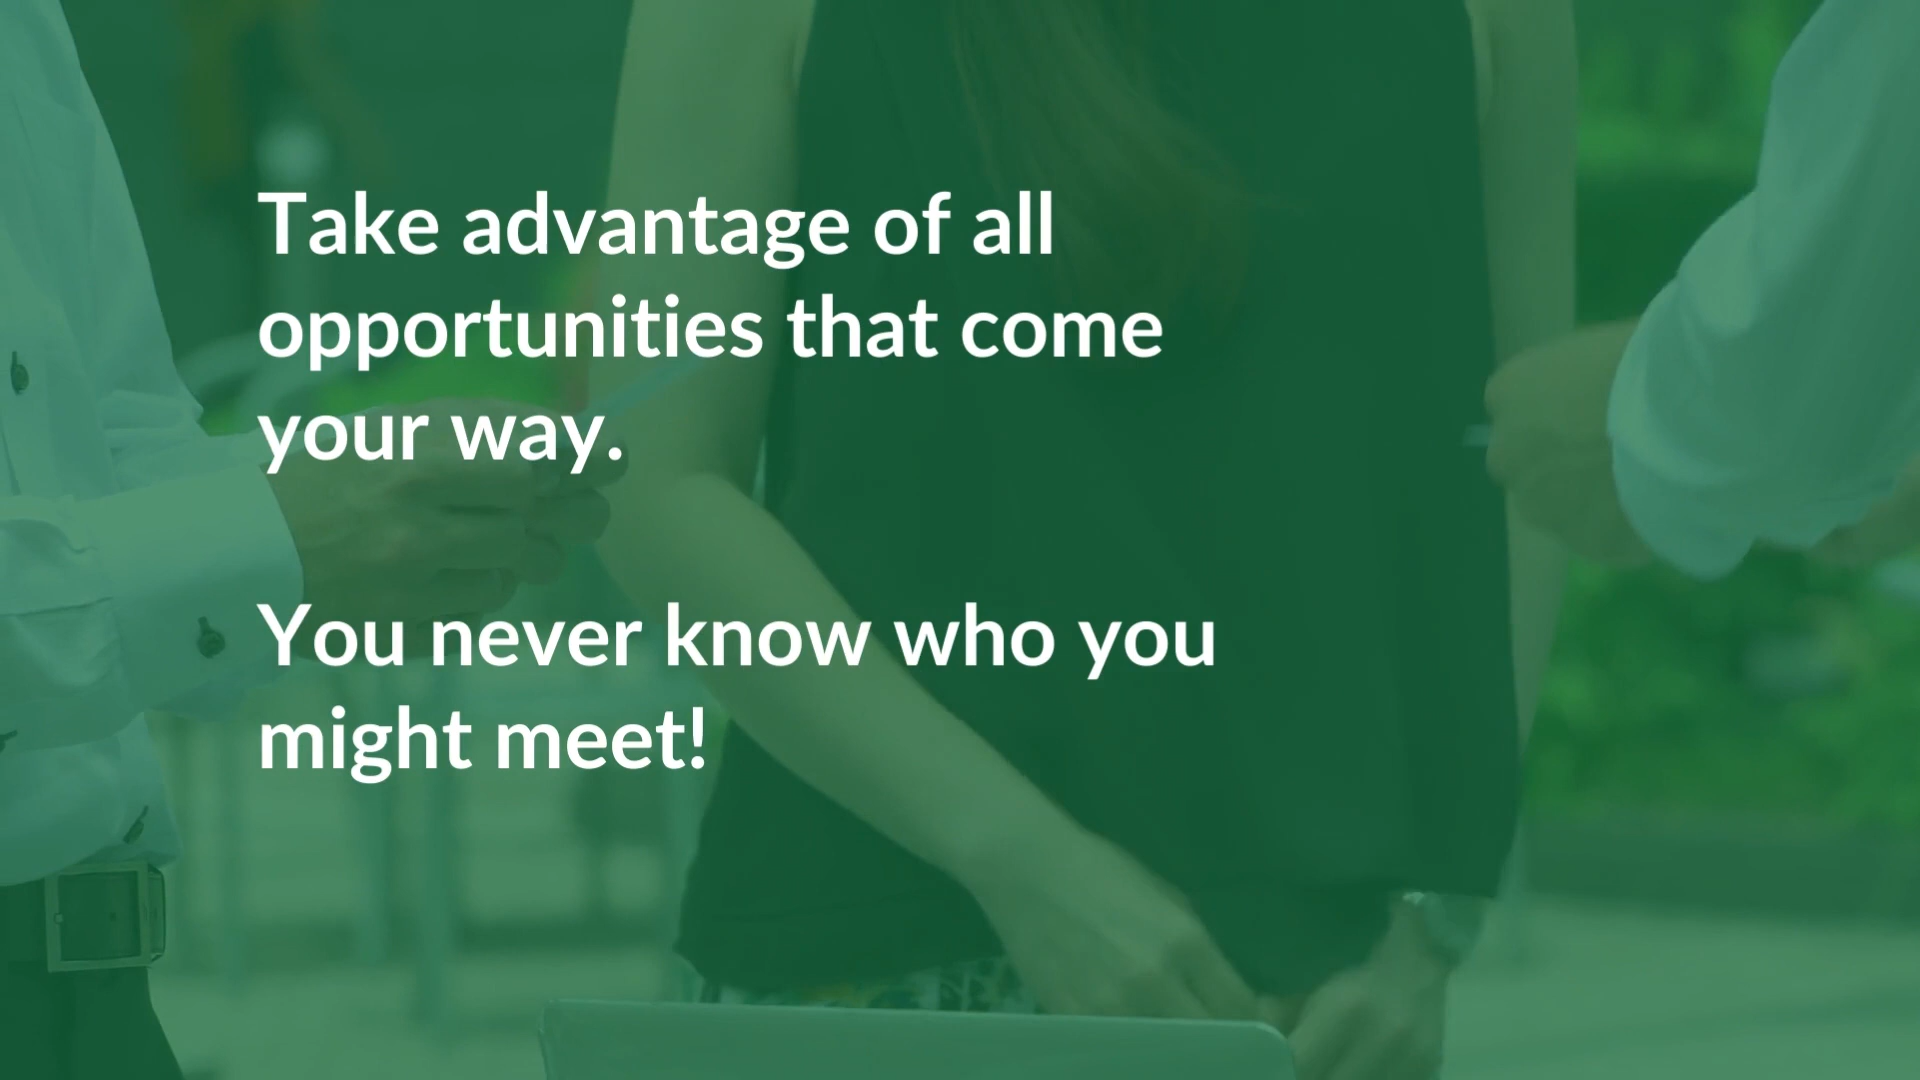 Take advantage of all
opportunities that come
your way.
You never know who you
might meet!